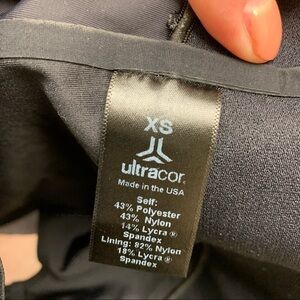 XS
ultracor.
Made in the USA
Self:
43% Polyester
43% Nylon
14% Lycra ®
Spandex
Lining: 82% Nylon
18% Lycra ®
Spandex